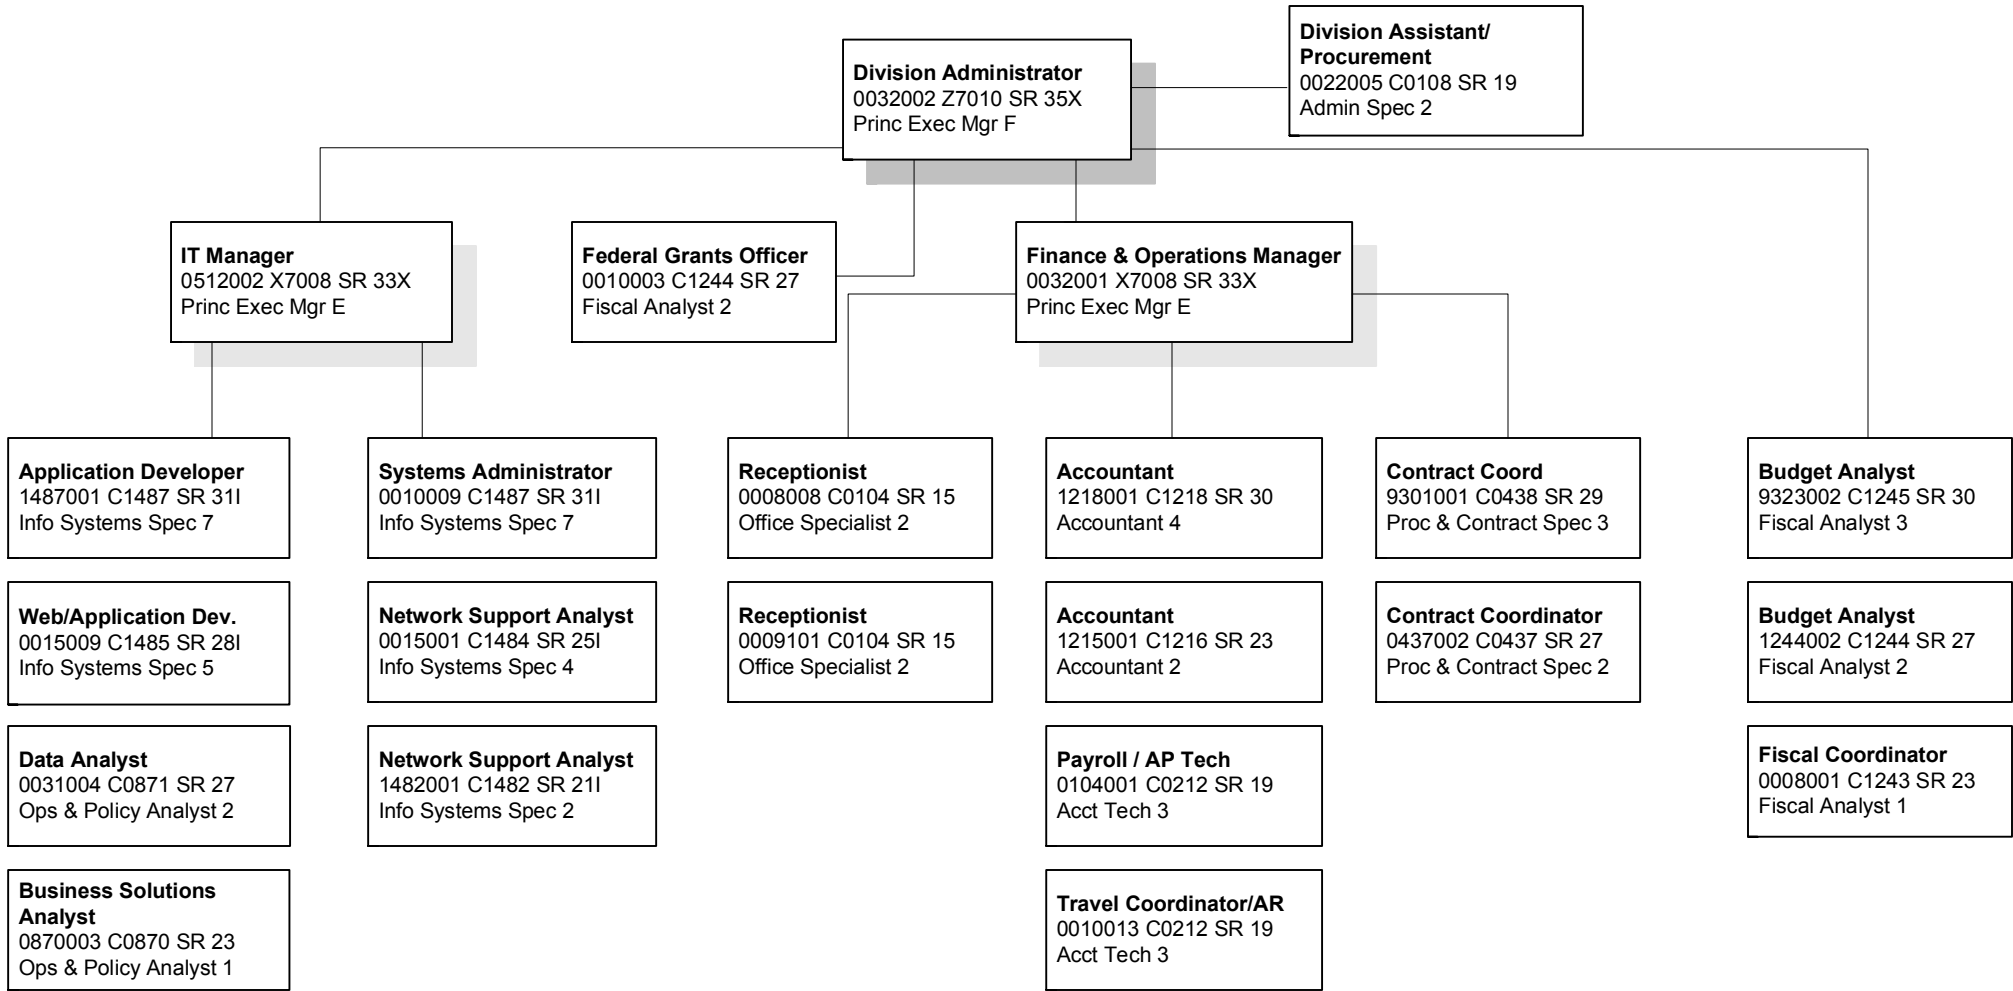 Division Assistant/
Procurement
0022005 C0108 SR 19
Admin Spec 2
Division Administrator
0032002 Z7010 SR 35X
Princ Exec Mgr F
IT Manager
0512002 X7008 SR 33X
Princ Exec Mgr E
Federal Grants Officer
0010003 C1244 SR 27
Fiscal Analyst 2
Finance & Operations Manager
0032001 X7008 SR 33X
Princ Exec Mgr E
Application Developer
1487001 C1487 SR 31I
Info Systems Spec 7
Systems Administrator
0010009 C1487 SR 31I
Info Systems Spec 7
Receptionist
0008008 C0104 SR 15
Office Specialist 2
Accountant
1218001 C1218 SR 30
Accountant 4
Contract Coord
9301001 C0438 SR 29
Proc & Contract Spec 3
Budget Analyst
9323002 C1245 SR 30
Fiscal Analyst 3
Web/Application Dev.
0015009 C1485 SR 28I
Info Systems Spec 5
Network Support Analyst
0015001 C1484 SR 25I
Info Systems Spec 4
Receptionist
0009101 C0104 SR 15
Office Specialist 2
Accountant
1215001 C1216 SR 23
Accountant 2
Contract Coordinator
0437002 C0437 SR 27
Proc & Contract Spec 2
Budget Analyst
1244002 C1244 SR 27
Fiscal Analyst 2
Data Analyst
0031004 C0871 SR 27
Ops & Policy Analyst 2
Network Support Analyst
1482001 C1482 SR 21I
Info Systems Spec 2
Payroll / AP Tech
0104001 C0212 SR 19
Acct Tech 3
Fiscal Coordinator
0008001 C1243 SR 23
Fiscal Analyst 1
Business Solutions
Analyst
0870003 C0870 SR 23
Ops & Policy Analyst 1
Travel Coordinator/AR
0010013 C0212 SR 19
Acct Tech 3